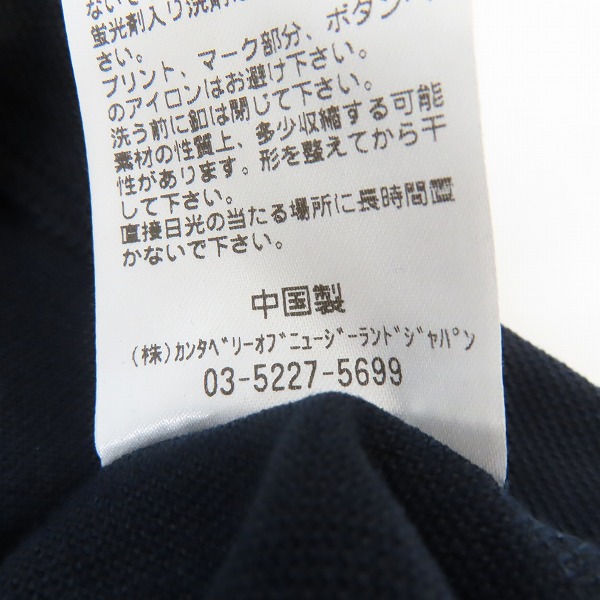 ないで
蛍光剤入り洗剤は
さい。
プリント、マーク部分、ボタン
のアイロンはお避け下さい。
洗う前に釦は閉じて下さい。
素材の性質上、多少収縮する可能
性があります。形を整えてから干
して下さい。
直接日光の当たる場所に長時間置
かないで下さい。
中国製
(株)カンタベリーオブニュージーランドジャパン
03-5227-5699